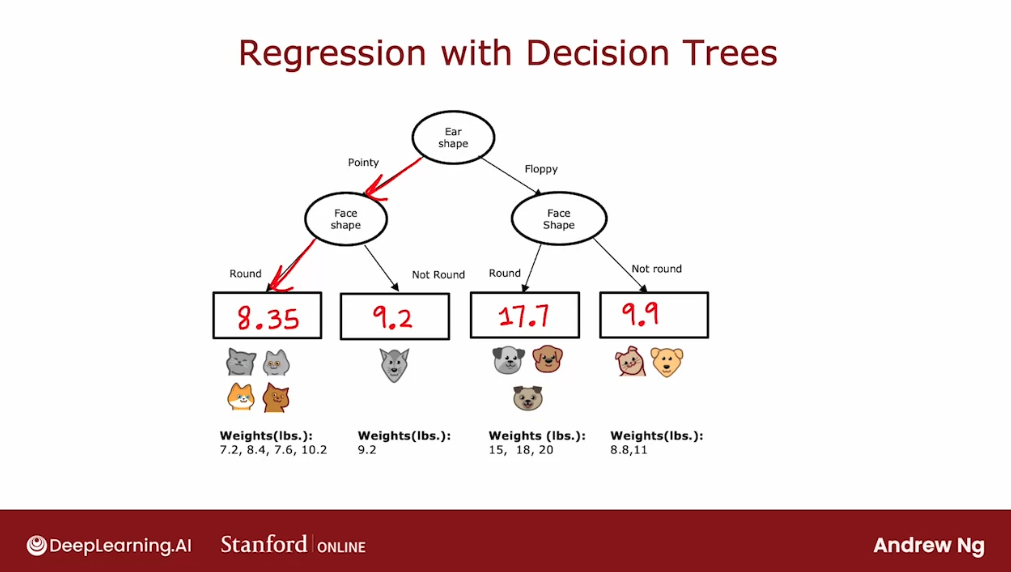 Regression with Decision Trees
Ear
shape
Pointy
Floppy
Face
shape
Face
Shape
Round
Not Round
Round
Not round
8.35
9.2
17.7
9.9
Weights(lbs.):
7.2, 8.4, 7.6, 10.2
Weights(lbs.):
9.2
Weights (lbs.):
15, 18, 20
Weights(lbs.):
8.8,11
DeepLearning.AI
Stanford | ONLINE
Andrew Ng